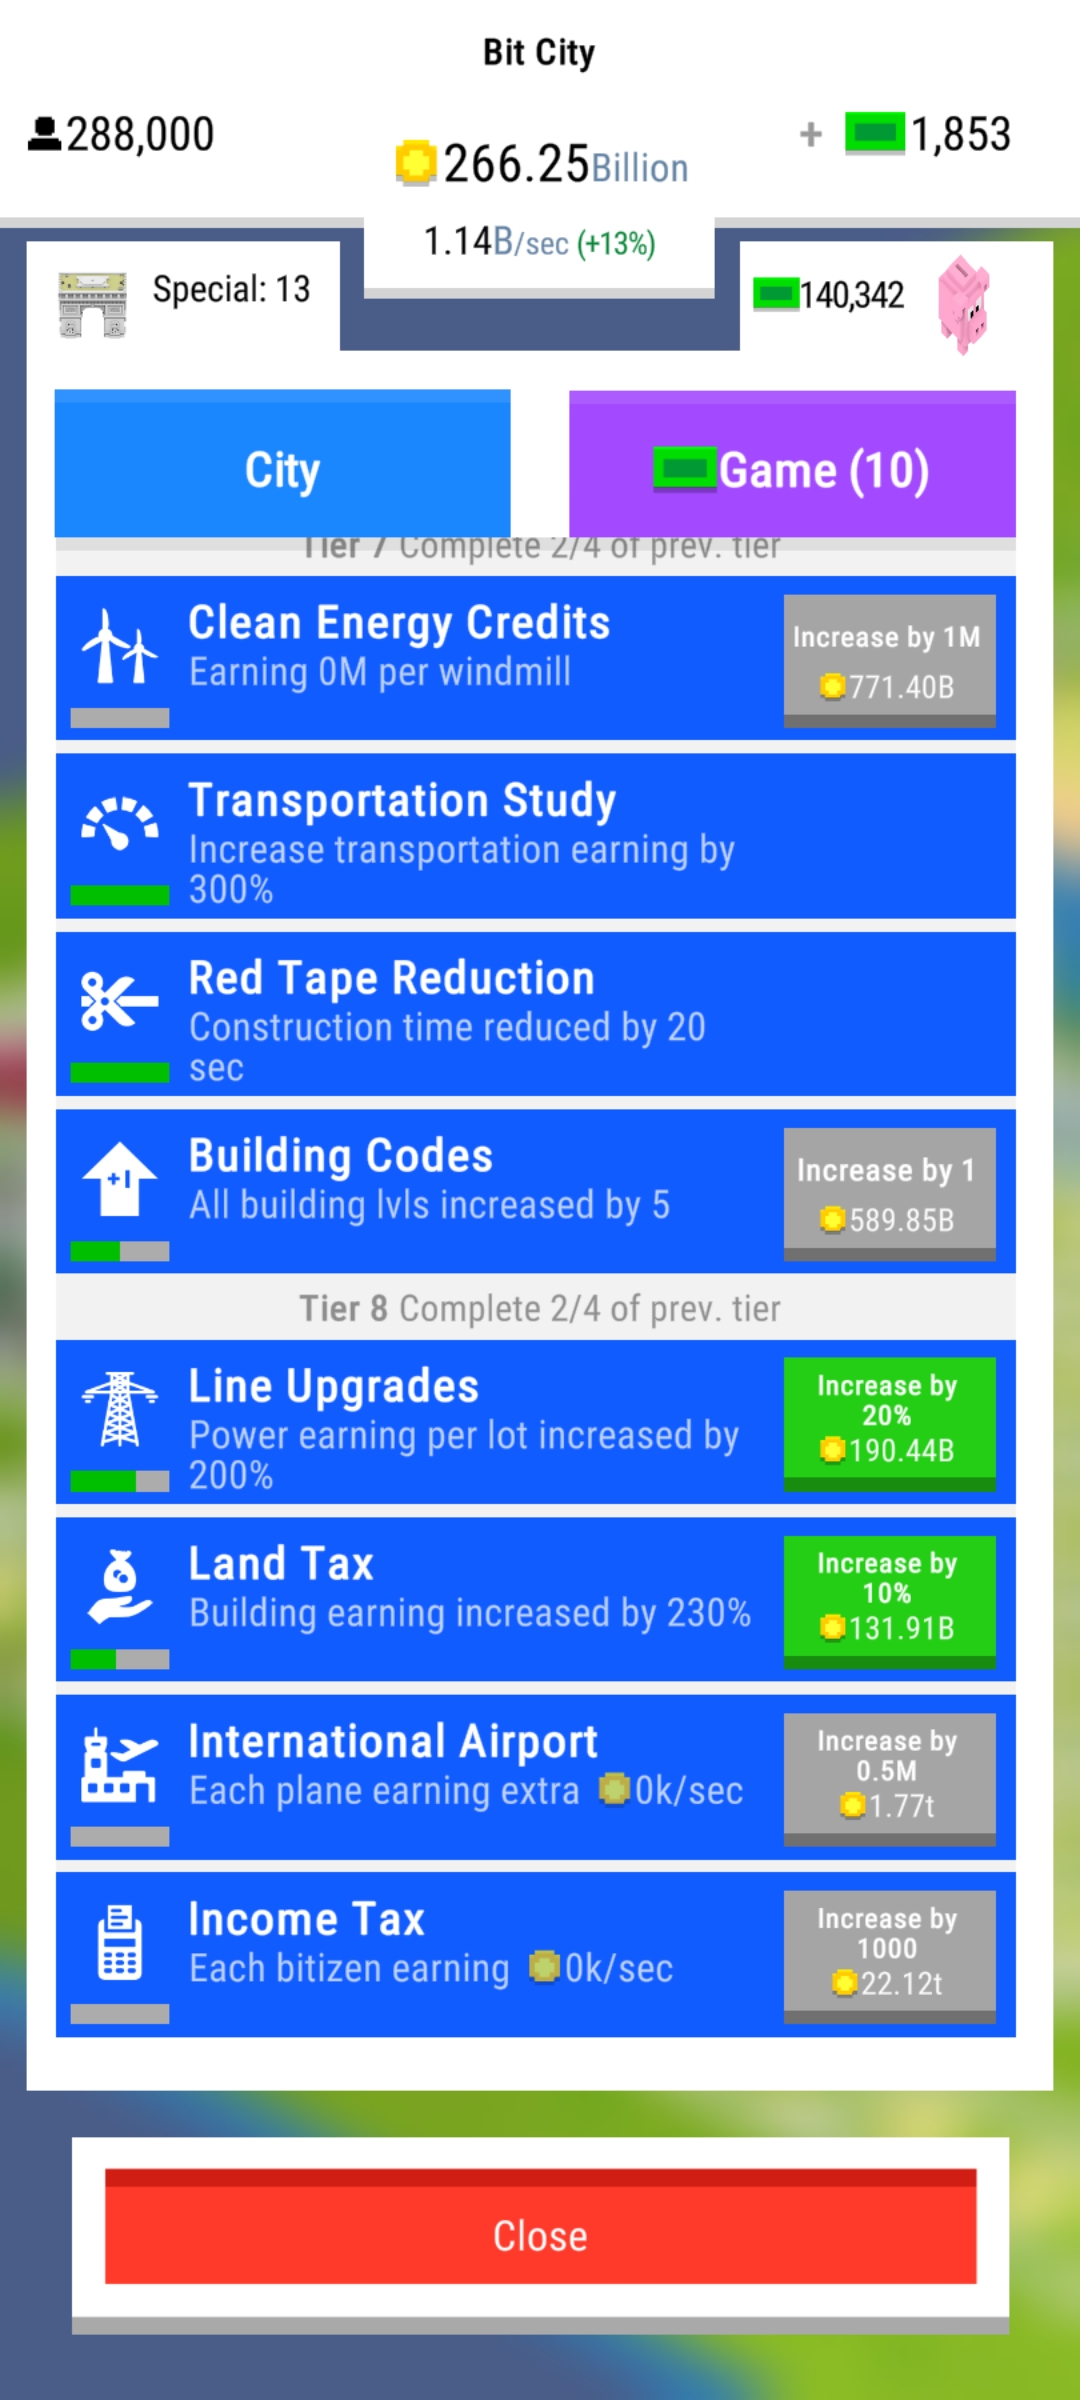 Bit City
288,000
266.25Billion
+ 1,853
1.14B/sec (+13%)
Special: 13
140,342
City
Game (10)
Tier 7 Complete 2/4 of prev. tier
Clean Energy Credits
Earning 0M per windmill
Increase by 1M
771.40B
Transportation Study
Increase transportation earning by
300%
Red Tape Reduction
Construction time reduced by 20
sec
+1
Building Codes
All building lvls increased by 5
Increase by 1
589.85B
Tier 8 Complete 2/4 of prev. tier
Line Upgrades
Power earning per lot increased by
200%
Increase by
20%
190.44B
Land Tax
Building earning increased by 230%
Increase by
10%
131.91B
International Airport
Each plane earning extra 0k/sec
Increase by
0.5M
1.77t
Income Tax
Each bitizen earning 0k/sec
Increase by
1000
22.12t
Close